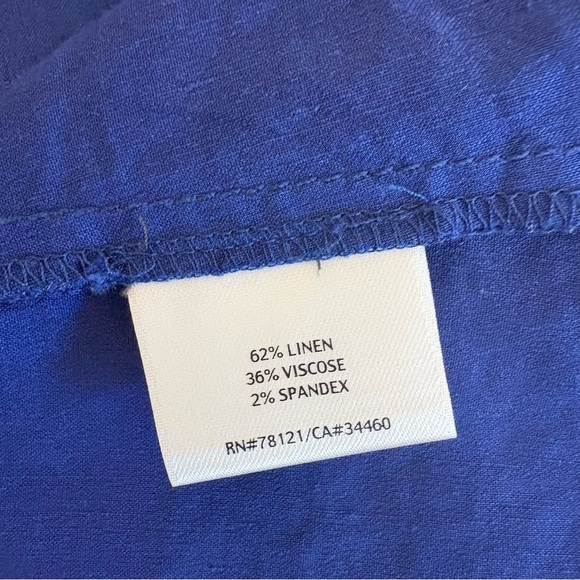 62% LINEN
36% VISCOSE
2% SPANDEX
RN#78121/CA#34460